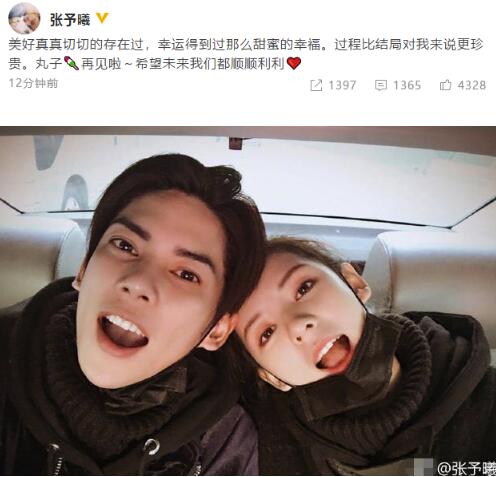 张予曦
美好真真切切的存在过，幸运得到过那么甜蜜的幸福。过程比结局对我来说更珍
贵。丸子再见啦～希望未来我们都顺顺利利
12分钟前 1397 1365 4328
@张予曦